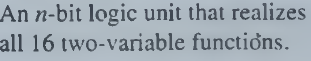 An n-bit logic unit that realizes
all 16 two-variable functions.